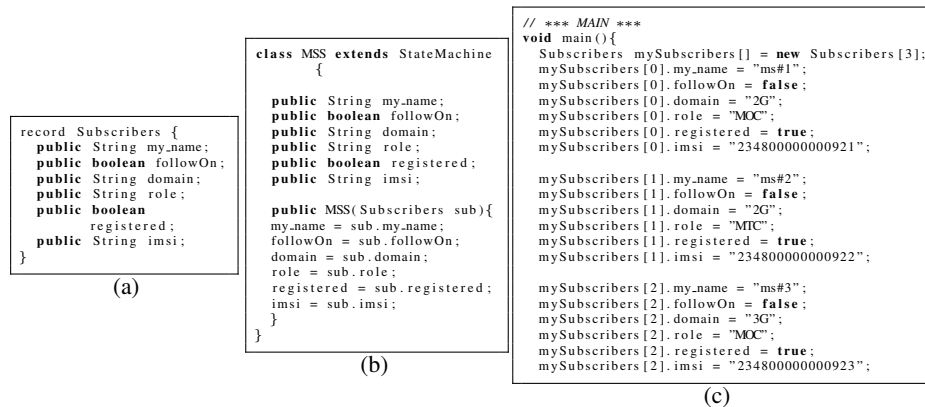 record Subscribers {
public String my_name;
public boolean followOn;
public String domain;
public String role;
public boolean
registered;
public String imsi;
}
(a)
class MSS extends StateMachine
{
public String my_name;
public boolean followOn;
public String domain;
public String role;
public boolean registered;
public String imsi;
public MSS(Subscribers sub){
my_name = sub.my_name;
followOn = sub.followOn;
domain = sub.domain;
role = sub.role;
registered = sub.registered;
imsi = sub.imsi;
}
}
(b)
// *** MAIN ***
void main(){
Subscribers mySubscribers[] = new Subscribers[3];
mySubscribers[0].my_name = "ms#1";
mySubscribers[0].followOn = false;
mySubscribers[0].domain = "2G";
mySubscribers[0].role = "MOC";
mySubscribers[0].registered = true;
mySubscribers[0].imsi = "234800000000921";
mySubscribers[1].my_name = "ms#2";
mySubscribers[1].followOn = false;
mySubscribers[1].domain = "2G";
mySubscribers[1].role = "MTC";
mySubscribers[1].registered = true;
mySubscribers[1].imsi = "234800000000922";
mySubscribers[2].my_name = "ms#3";
mySubscribers[2].followOn = false;
mySubscribers[2].domain = "3G";
mySubscribers[2].role = "MOC";
mySubscribers[2].registered = true;
mySubscribers[2].imsi = "234800000000923";
(c)